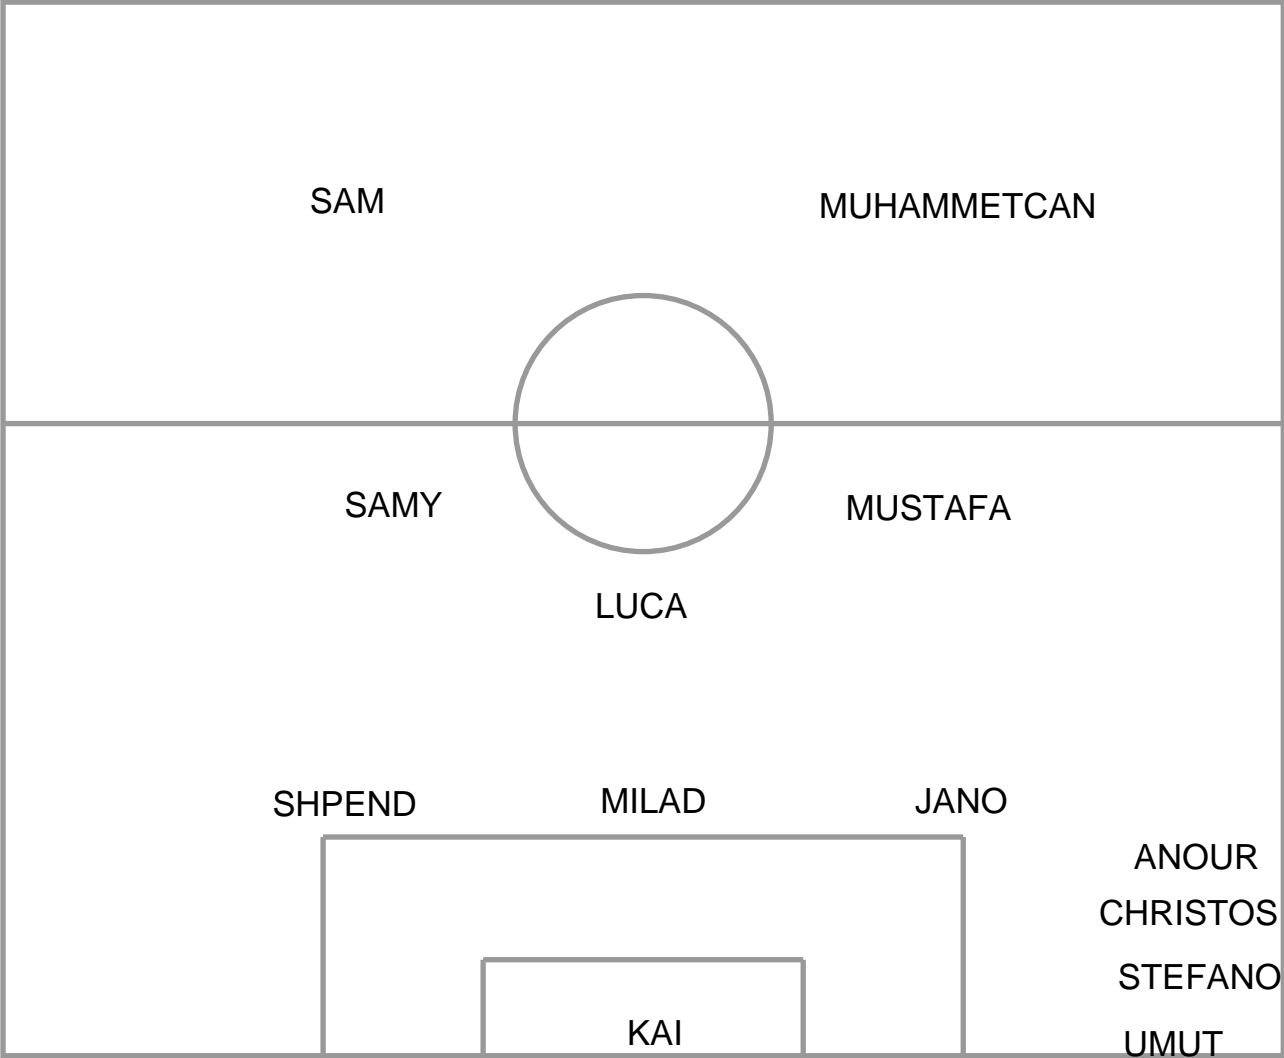 SAM
MUHAMMETCAN
SAMY
MUSTAFA
LUCA
SHPEND
MILAD
JANO
ANOUR
CHRISTOS
STEFANO
KAI
UMUT